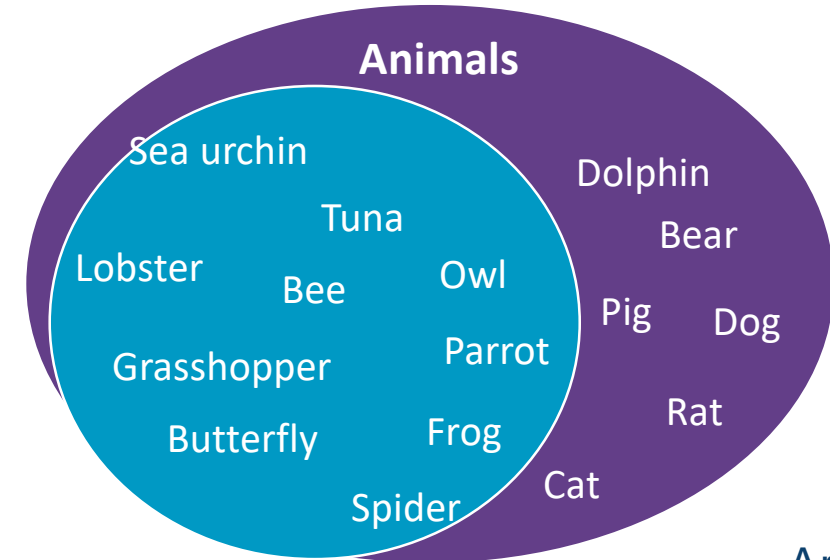 Animals
Sea urchin
Dolphin
Tuna
Bear
Lobster
Bee
Owl
Pig
Dog
Grasshopper
Parrot
Rat
Butterfly
Frog
Cat
Spider